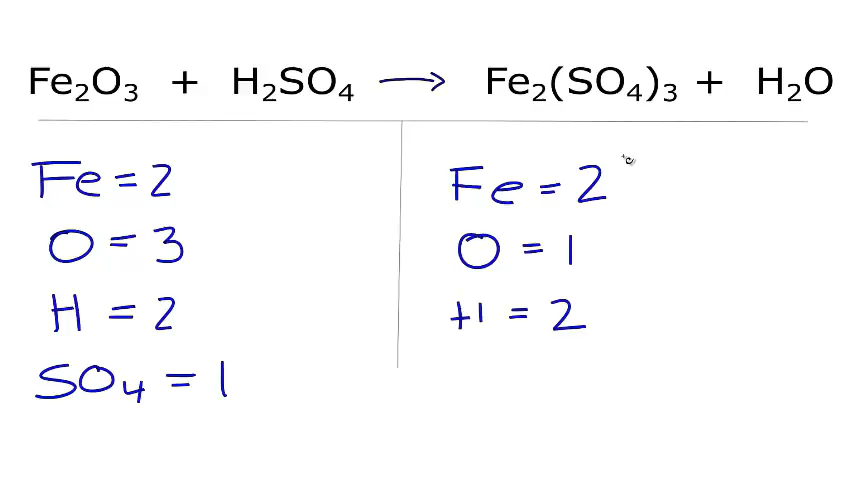 Fe₂O₃ + H₂SO₄ → Fe₂(SO₄)₃ + H₂O
Fe = 2
Fe = 2
O = 3
O = 1
H = 2
H = 2
SO₄ = 1